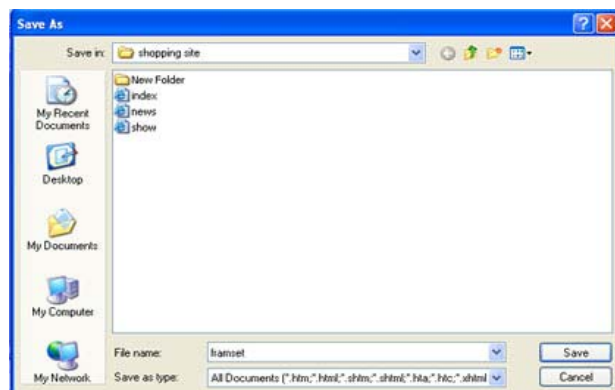 Save As
Save in: shopping site
New Folder
index
news
show
My Recent
Documents
Desktop
My Documents
My Computer
My Network
File name: framset
Save
Save as type: All Documents (*.htm;*.html;*.shtm;*.shtml;*.hta;*.htc;*.xhtml
Cancel